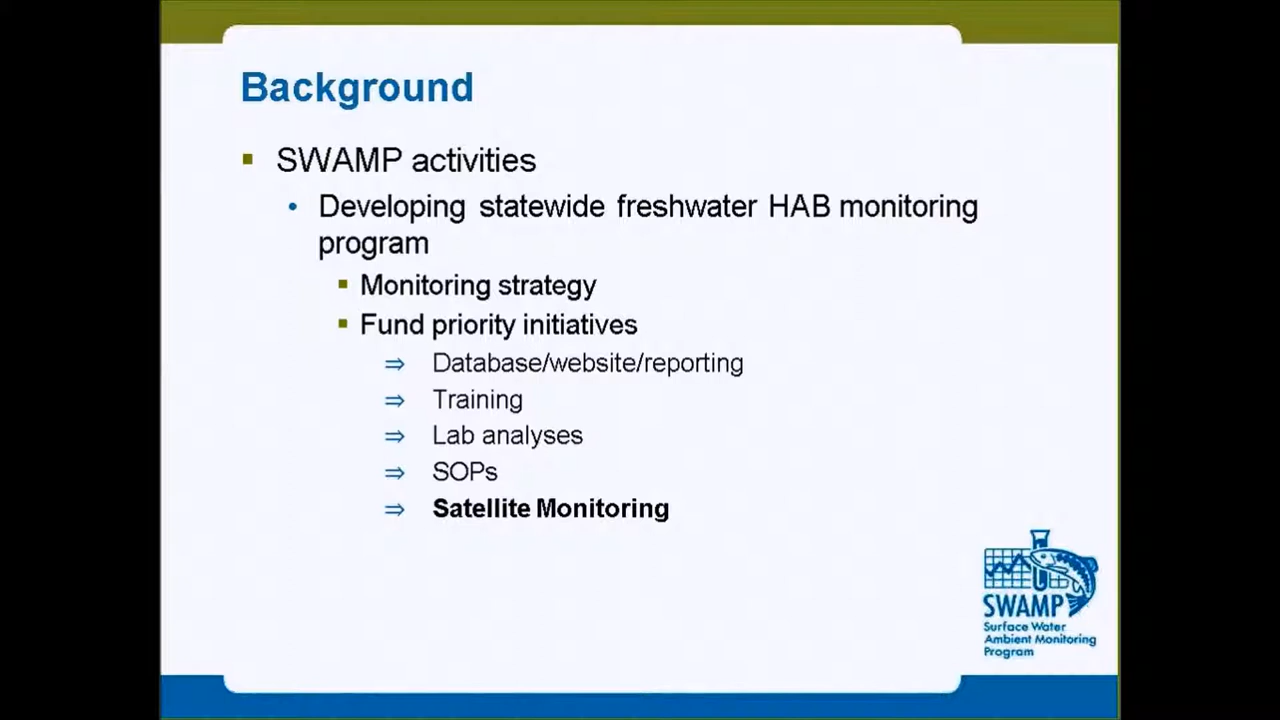 Background
SWAMP activities
Developing statewide freshwater HAB monitoring
program
Monitoring strategy
Fund priority initiatives
Database/website/reporting
Training
Lab analyses
SOPs
Satellite Monitoring
SWAMP
Surface Water
Ambient Monitoring
Program